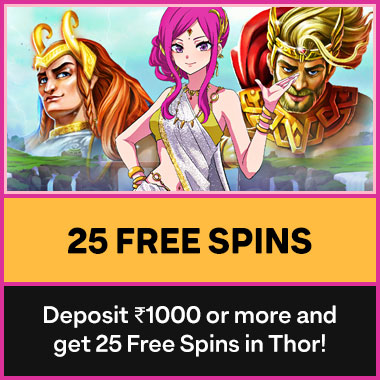 25 FREE SPINS
Deposit ₹1000 or more and
get 25 Free Spins in Thor!